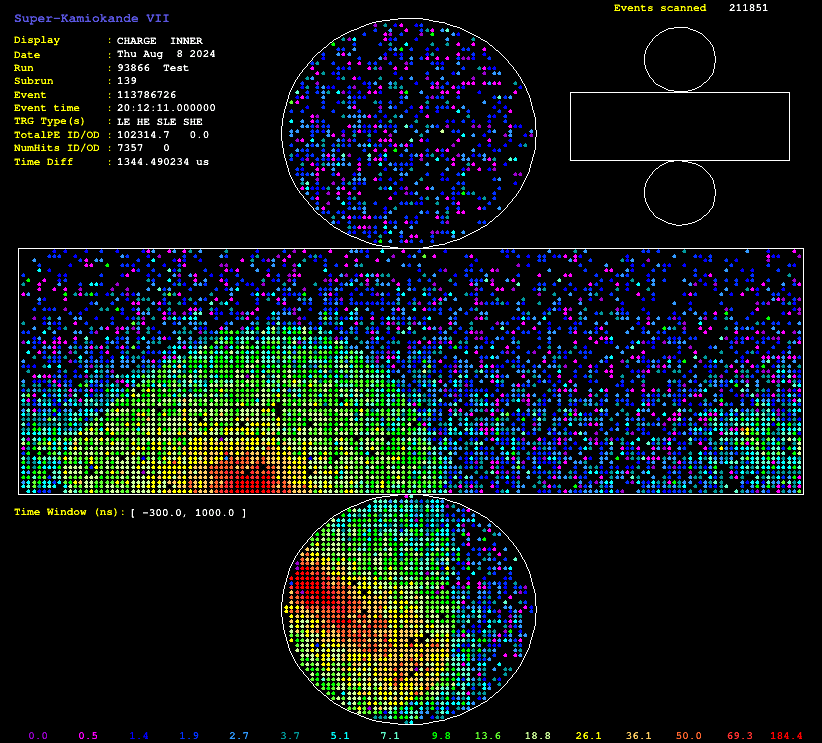 Super-Kamiokande VII
Events scanned 211851
Display : CHARGE INNER
Date : Thu Aug 8 2024
Run : 93866 Test
Subrun : 139
Event : 113786726
Event time : 20:12:11.000000
TRG Type(s) : LE HE SLE SHE
TotalPE ID/OD : 102314.7 0.0
NumHits ID/OD : 7357 0
Time Diff : 1344.490234 us
Time Window (ns): [ -300.0, 1000.0 ]
0.0 0.5 1.4 1.9 2.7 3.7 5.1 7.1 9.8 13.6 18.8 26.1 36.1 50.0 69.3 184.4